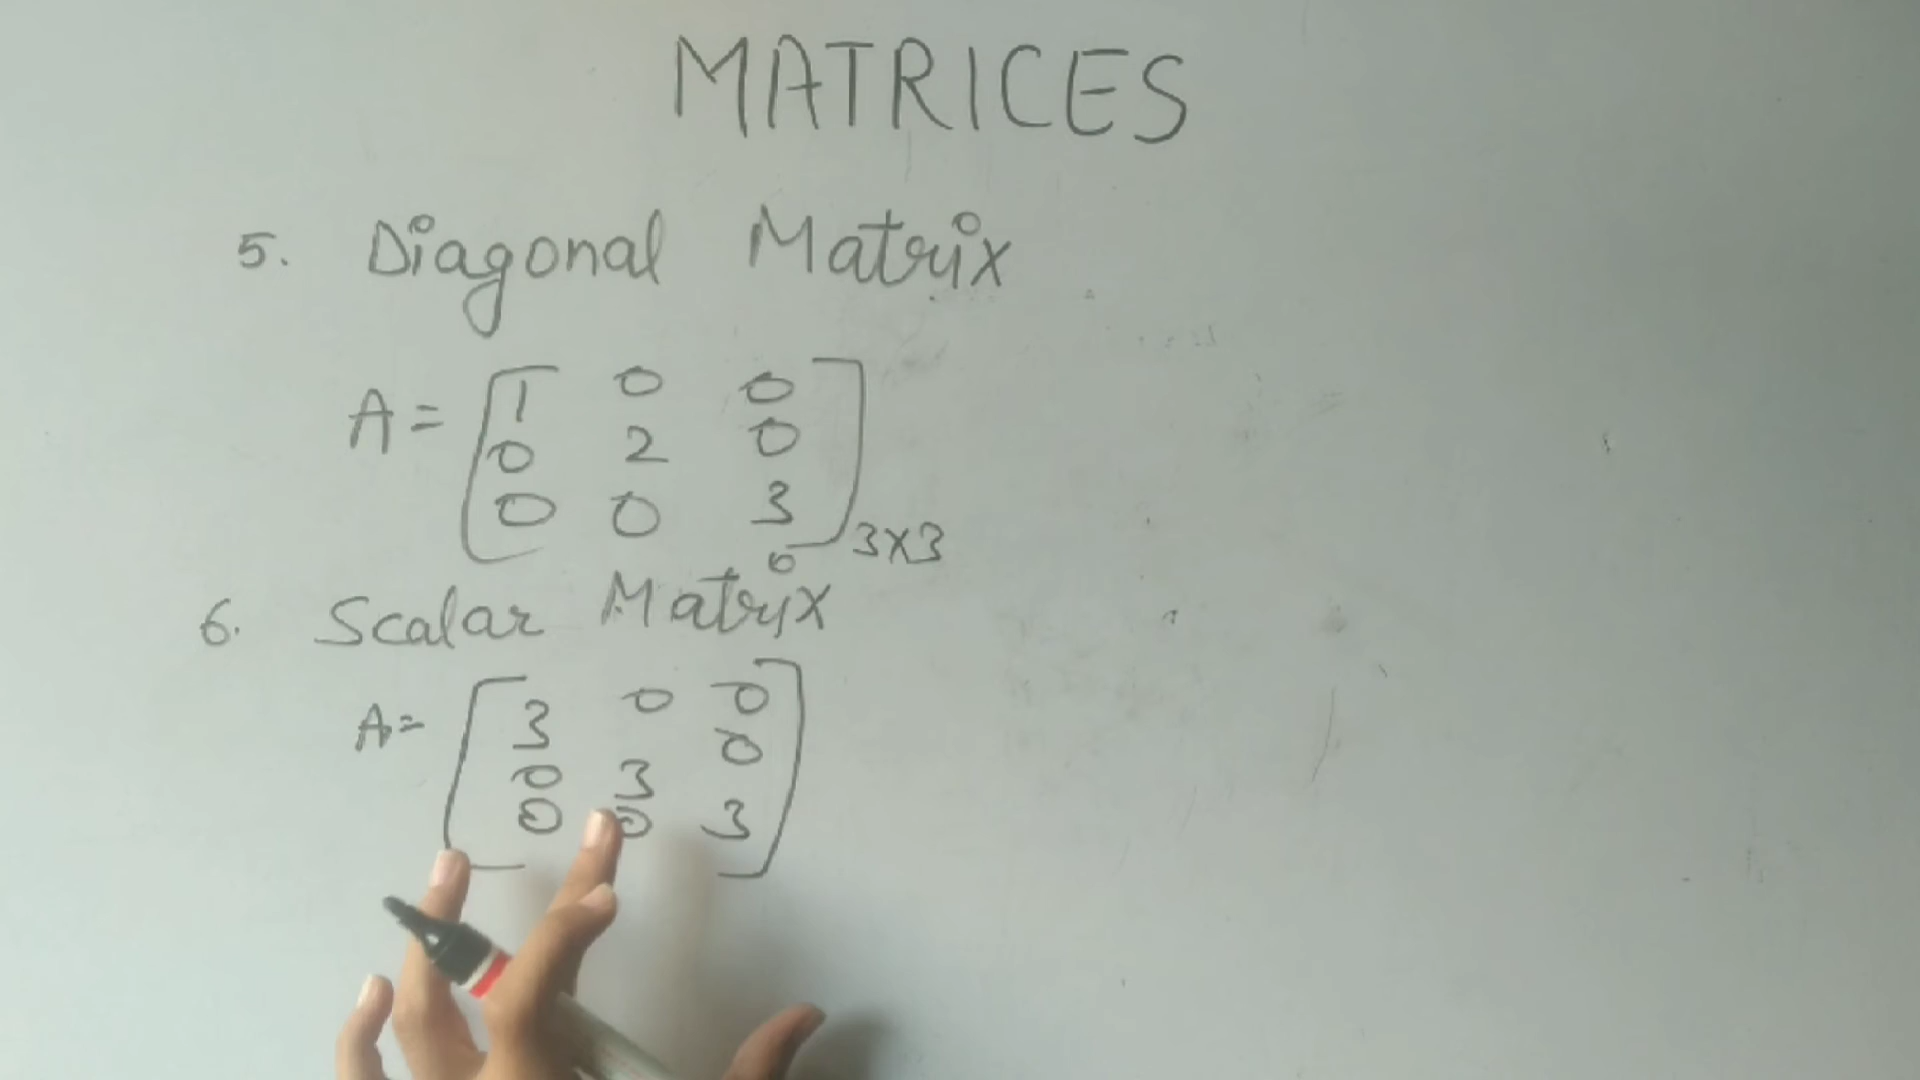 MATRICES
5. Diagonal Matrix
A = [1 0 0
0 2 0
0 0 3] 3x3
6. Scalar Matrix
A = [3 0 0
0 3 0
0 0 3]